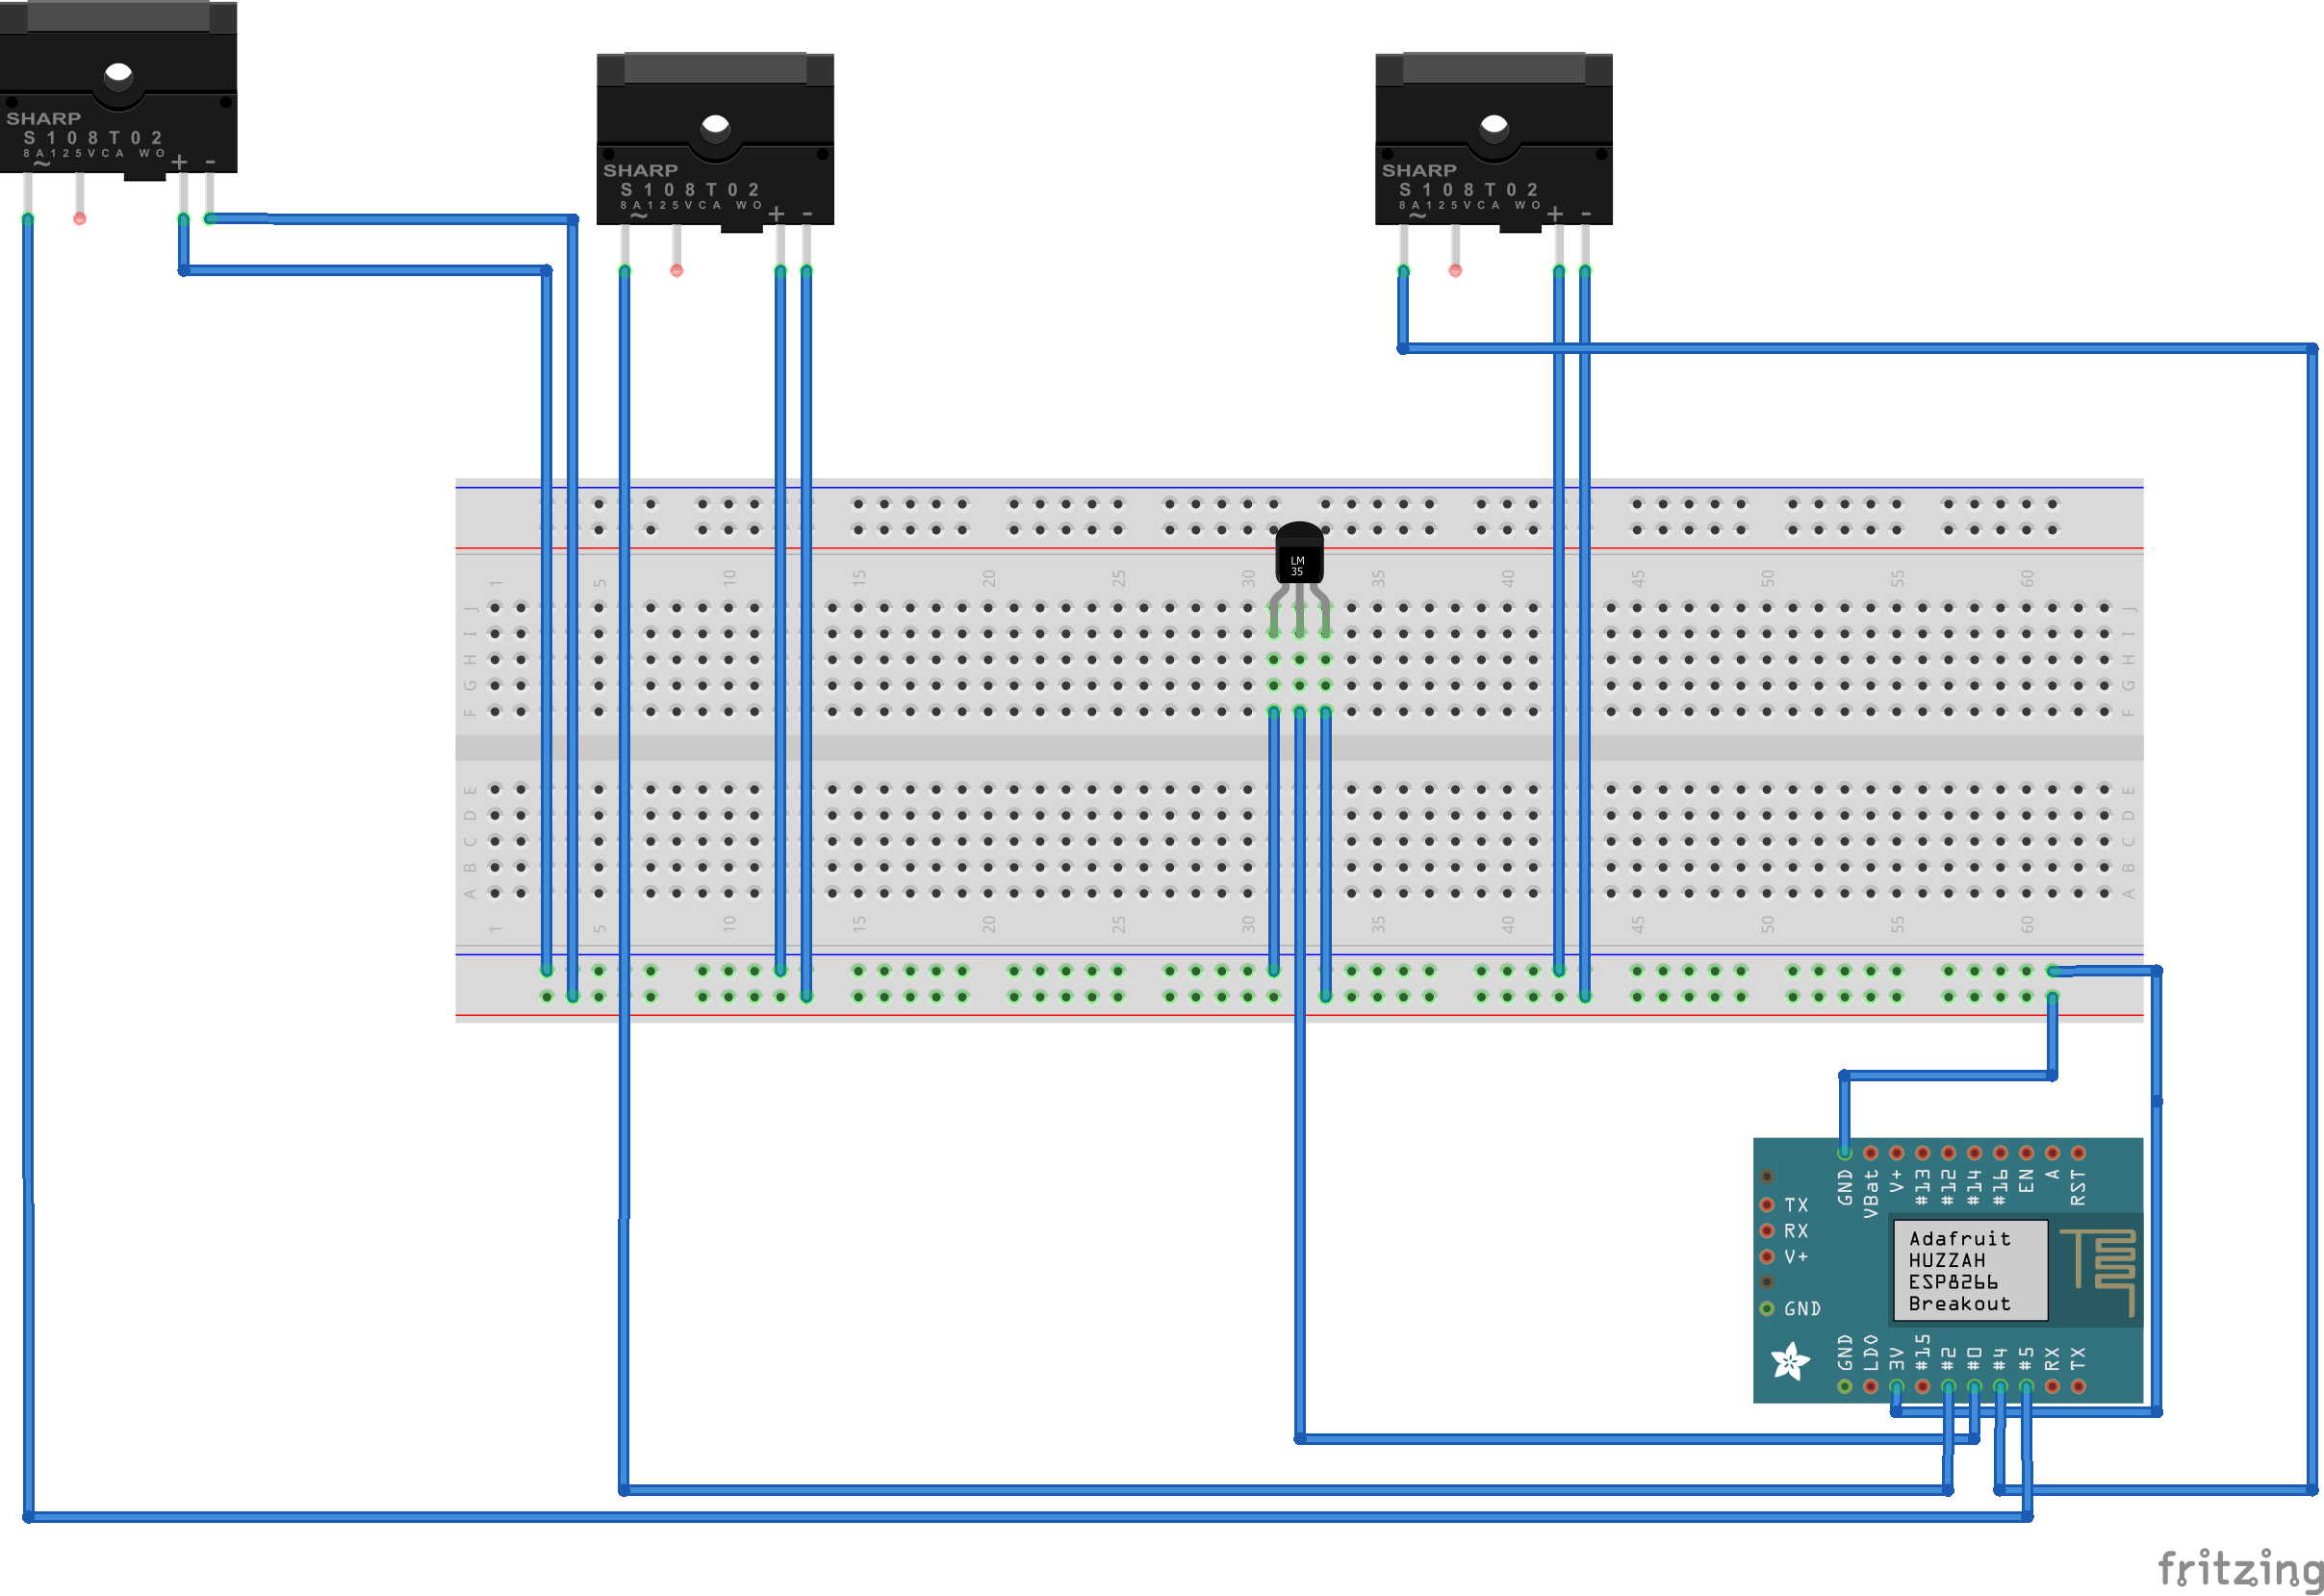 SHARP
S108T02
8A125VCA WO
+ -
SHARP
S108T02
8A125VCA WO
+ -
SHARP
S108T02
8A125VCA WO
+ -
LM
35
1 5 10 15 20 25 30 35 40 45 50 55 60
J J
I I
H H
G G
F F
E E
D D
C C
B B
A A
1 5 10 15 20 25 30 35 40 45 50 55 60
GND VBat V+ #13 #12 #14 #16 EN A RST
TX
RX
V+
GND
Adafruit
HUZZAH
ESP8266
Breakout
GND LDO 3V #15 #2 #0 #4 #5 RX TX
fritzing